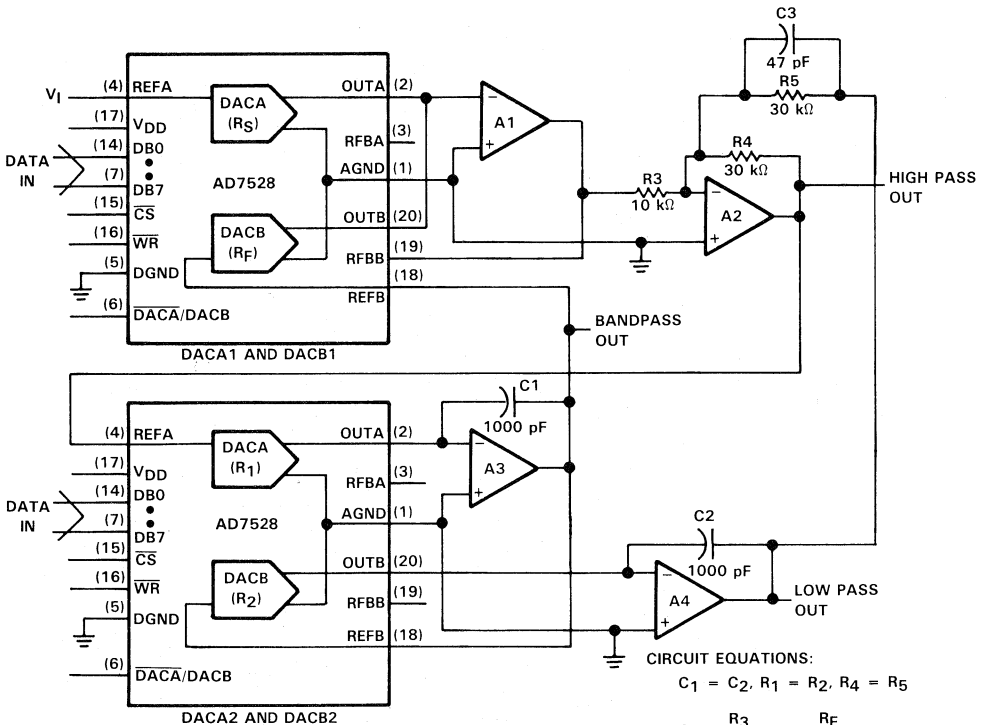 C3
47 pF
R5
30 kΩ
R4
30 kΩ
HIGH PASS
OUT
R3
10 kΩ
A2
−
+
A1
−
+
VI
(4) REFA
(17) VDD
DATA
IN
(14) DB0
(7) DB7
(15) CS
(16) WR
(5) DGND
(6) DACA/DACB
DACA
(RS)
AD7528
DACB
(RF)
OUTA (2)
RFBA (3)
AGND (1)
OUTB (20)
RFBB (19)
REFB (18)
DACA1 AND DACB1
BANDPASS
OUT
C1
1000 pF
A3
−
+
(4) REFA
(17) VDD
DATA
IN
(14) DB0
(7) DB7
(15) CS
(16) WR
(5) DGND
(6) DACA/DACB
DACA
(R1)
AD7528
DACB
(R2)
OUTA (2)
RFBA (3)
AGND (1)
OUTB (20)
RFBB (19)
REFB (18)
DACA2 AND DACB2
C2
1000 pF
A4
−
+
LOW PASS
OUT
CIRCUIT EQUATIONS:
C1 = C2, R1 = R2, R4 = R5
R3 RF